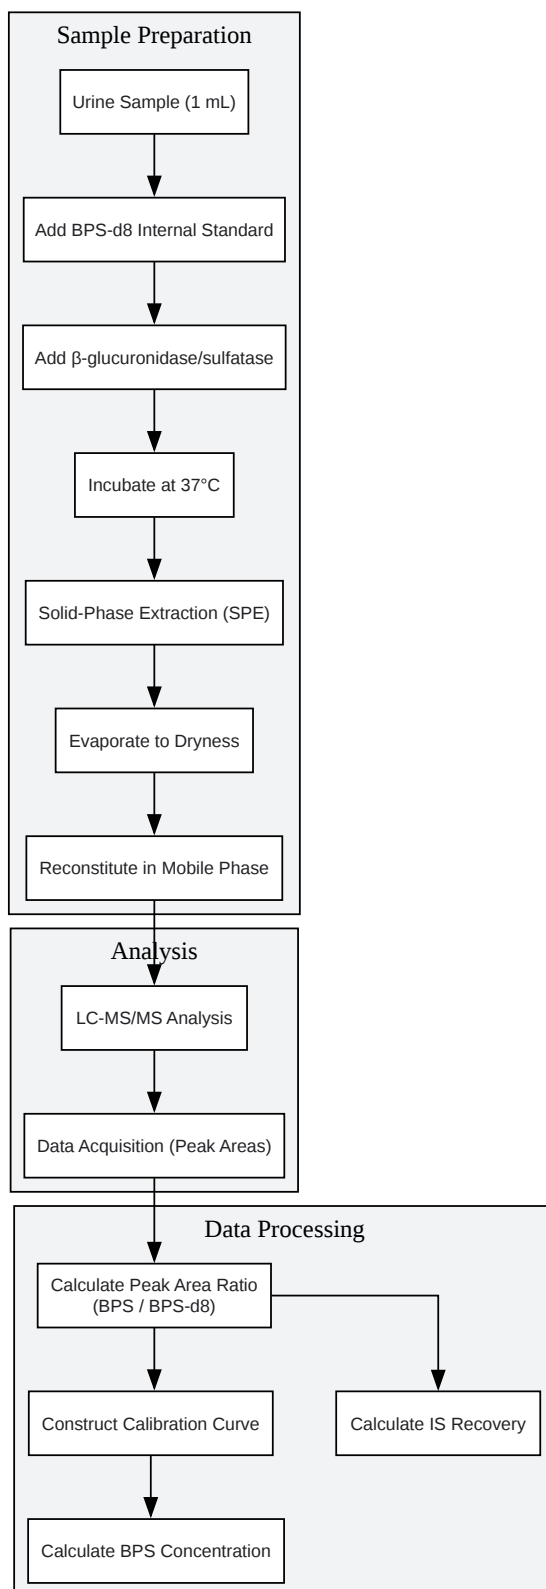 Sample Preparation
Urine Sample (1 mL)
Add BPS-d8 Internal Standard
Add β-glucuronidase/sulfatase
Incubate at 37°C
Solid-Phase Extraction (SPE)
Evaporate to Dryness
Reconstitute in Mobile Phase
Analysis
LC-MS/MS Analysis
Data Acquisition (Peak Areas)
Data Processing
Calculate Peak Area Ratio
(BPS / BPS-d8)
Construct Calibration Curve
Calculate IS Recovery
Calculate BPS Concentration